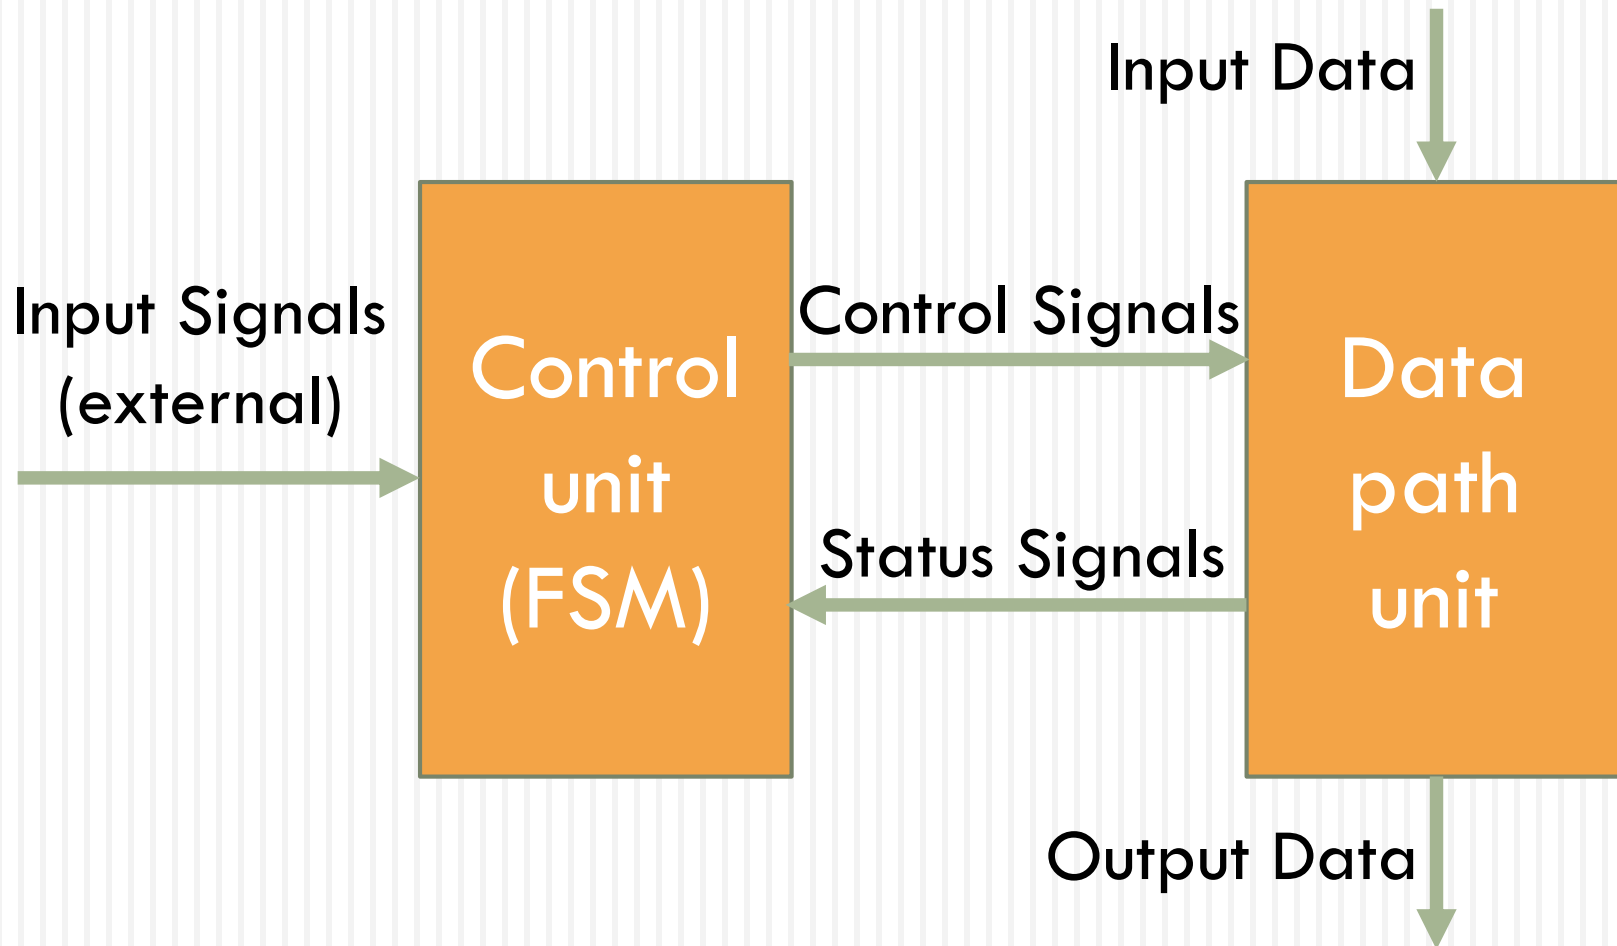 Input Data
Input Signals
(external)
Control
unit
(FSM)
Control Signals
Status Signals
Data
path
unit
Output Data